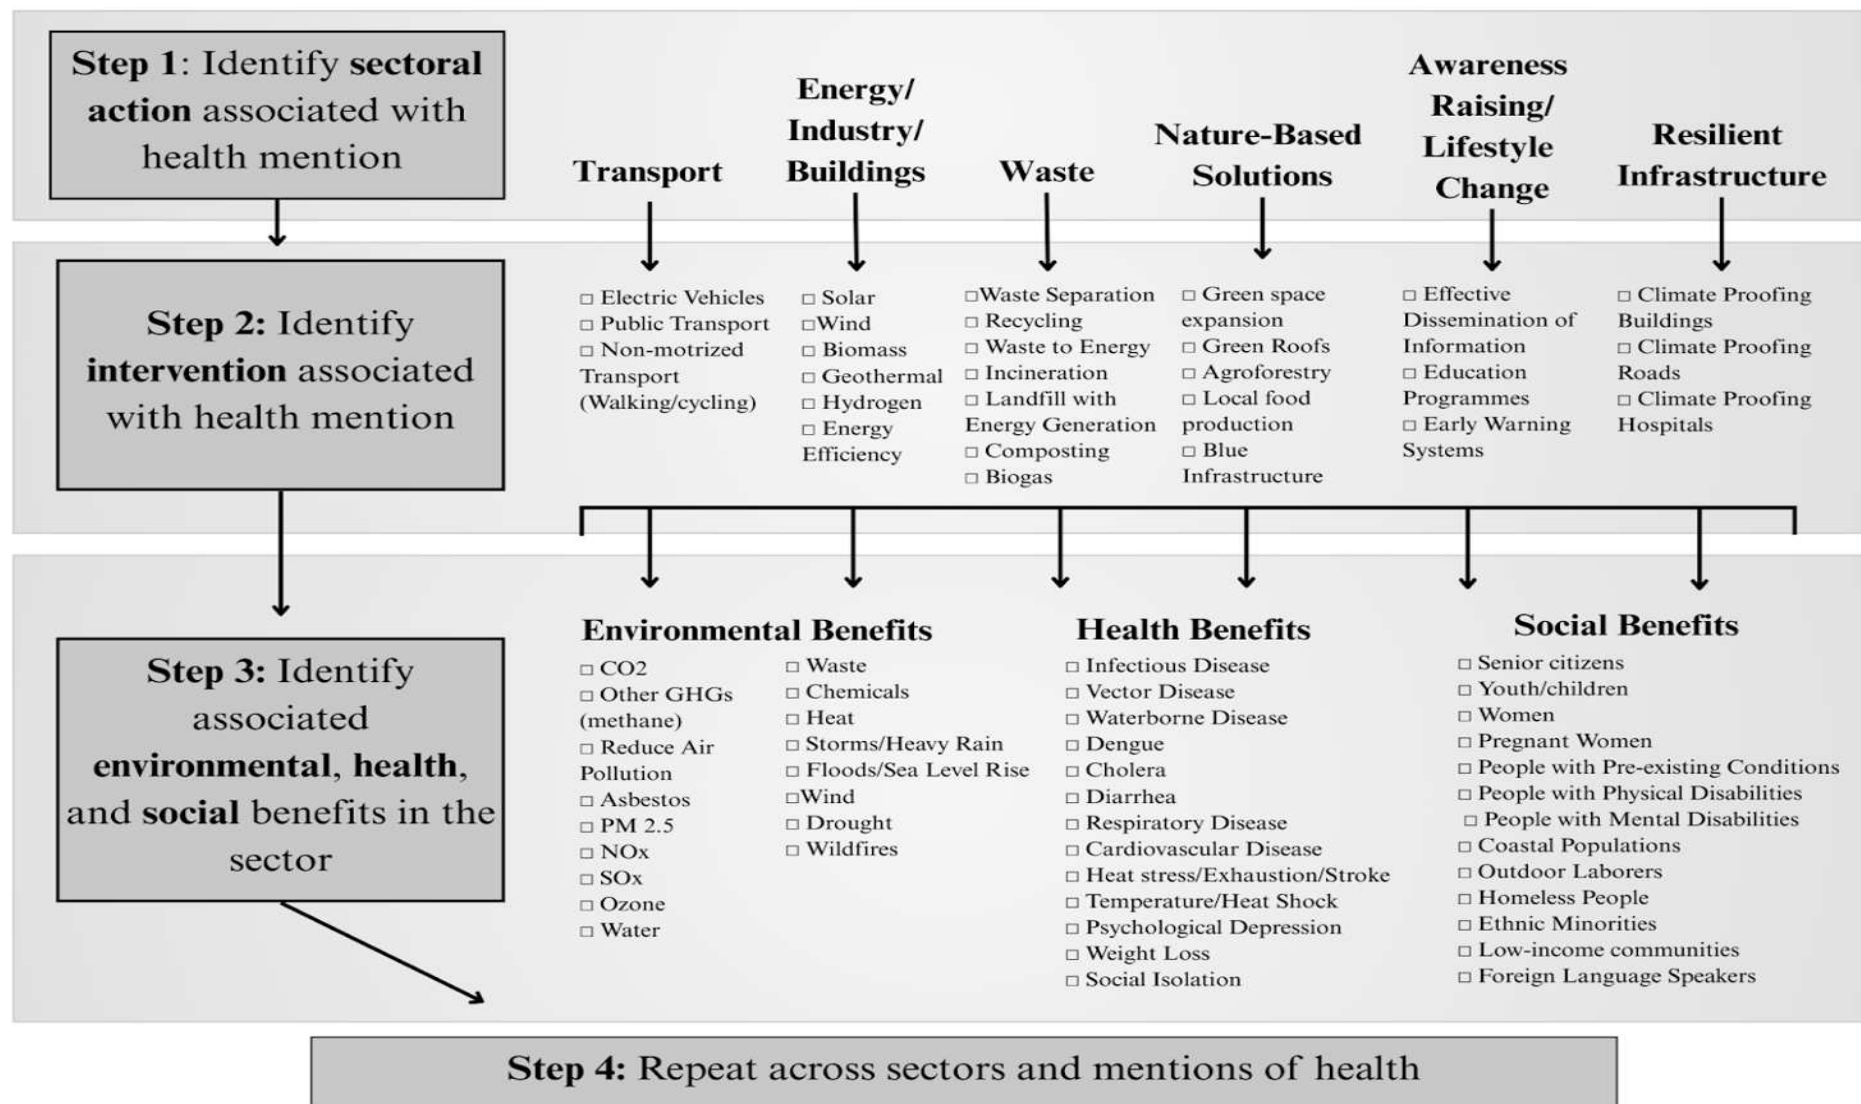 Step 1: Identify sectoral
action associated with
health mention
Transport
Energy/
Industry/
Buildings
Waste
Nature-Based
Solutions
Awareness
Raising/
Lifestyle
Change
Resilient
Infrastructure
Step 2: Identify
intervention associated
with health mention
□ Electric Vehicles
□ Public Transport
□ Non-motrized
Transport
(Walking/cycling)
□ Solar
□Wind
□ Biomass
□ Geothermal
□ Hydrogen
□ Energy
Efficiency
□Waste Separation
□ Recycling
□ Waste to Energy
□ Incineration
□ Landfill with
Energy Generation
□ Composting
□ Biogas
□ Green space
expansion
□ Green Roofs
□ Agroforestry
□ Local food
production
□ Blue
Infrastructure
□ Effective
Dissemination of
Information
□ Education
Programmes
□ Early Warning
Systems
□ Climate Proofing
Buildings
□ Climate Proofing
Roads
□ Climate Proofing
Hospitals
Step 3: Identify
associated
environmental, health,
and social benefits in the
sector
Environmental Benefits
□ CO2
□ Other GHGs
(methane)
□ Reduce Air
Pollution
□ Asbestos
□ PM 2.5
□ NOx
□ SOx
□ Ozone
□ Water
□ Waste
□ Chemicals
□ Heat
□ Storms/Heavy Rain
□ Floods/Sea Level Rise
□Wind
□ Drought
□ Wildfires
Health Benefits
□ Infectious Disease
□ Vector Disease
□ Waterborne Disease
□ Dengue
□ Cholera
□ Diarrhea
□ Respiratory Disease
□ Cardiovascular Disease
□ Heat stress/Exhaustion/Stroke
□ Temperature/Heat Shock
□ Psychological Depression
□ Weight Loss
□ Social Isolation
Social Benefits
□ Senior citizens
□ Youth/children
□ Women
□ Pregnant Women
□ People with Pre-existing Conditions
□ People with Physical Disabilities
□ People with Mental Disabilities
□ Coastal Populations
□ Outdoor Laborers
□ Homeless People
□ Ethnic Minorities
□ Low-income communities
□ Foreign Language Speakers
Step 4: Repeat across sectors and mentions of health